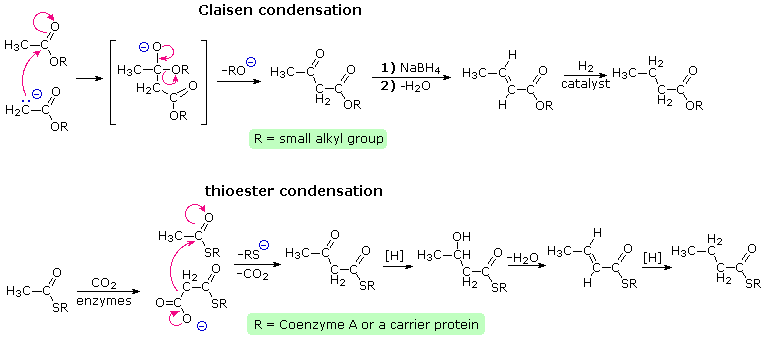 Claisen condensation
H₃C C O OR
H₂C C O OR
⊖
⊖ O
H₃C C OR
H₂C C O OR
–RO⊖
O O
H₃C C C C OR
H₂
1) NaBH₄
2) -H₂O
H
H₃C C C C O OR
H
H₂
catalyst
H₂
H₃C C C C O OR
H₂
R = small alkyl group
thioester condensation
H₃C C O SR
CO₂
enzymes
O
H₃C C SR
H₂ O
C C C SR
O=C O ⊖
–RS⊖
–CO₂
O O
H₃C C C C SR
H₂
[H]
OH
H₃C CH C C O SR
H₂
–H₂O
H
H₃C C C C O SR
H
[H]
H₂
H₃C C C C O SR
H₂
R = Coenzyme A or a carrier protein